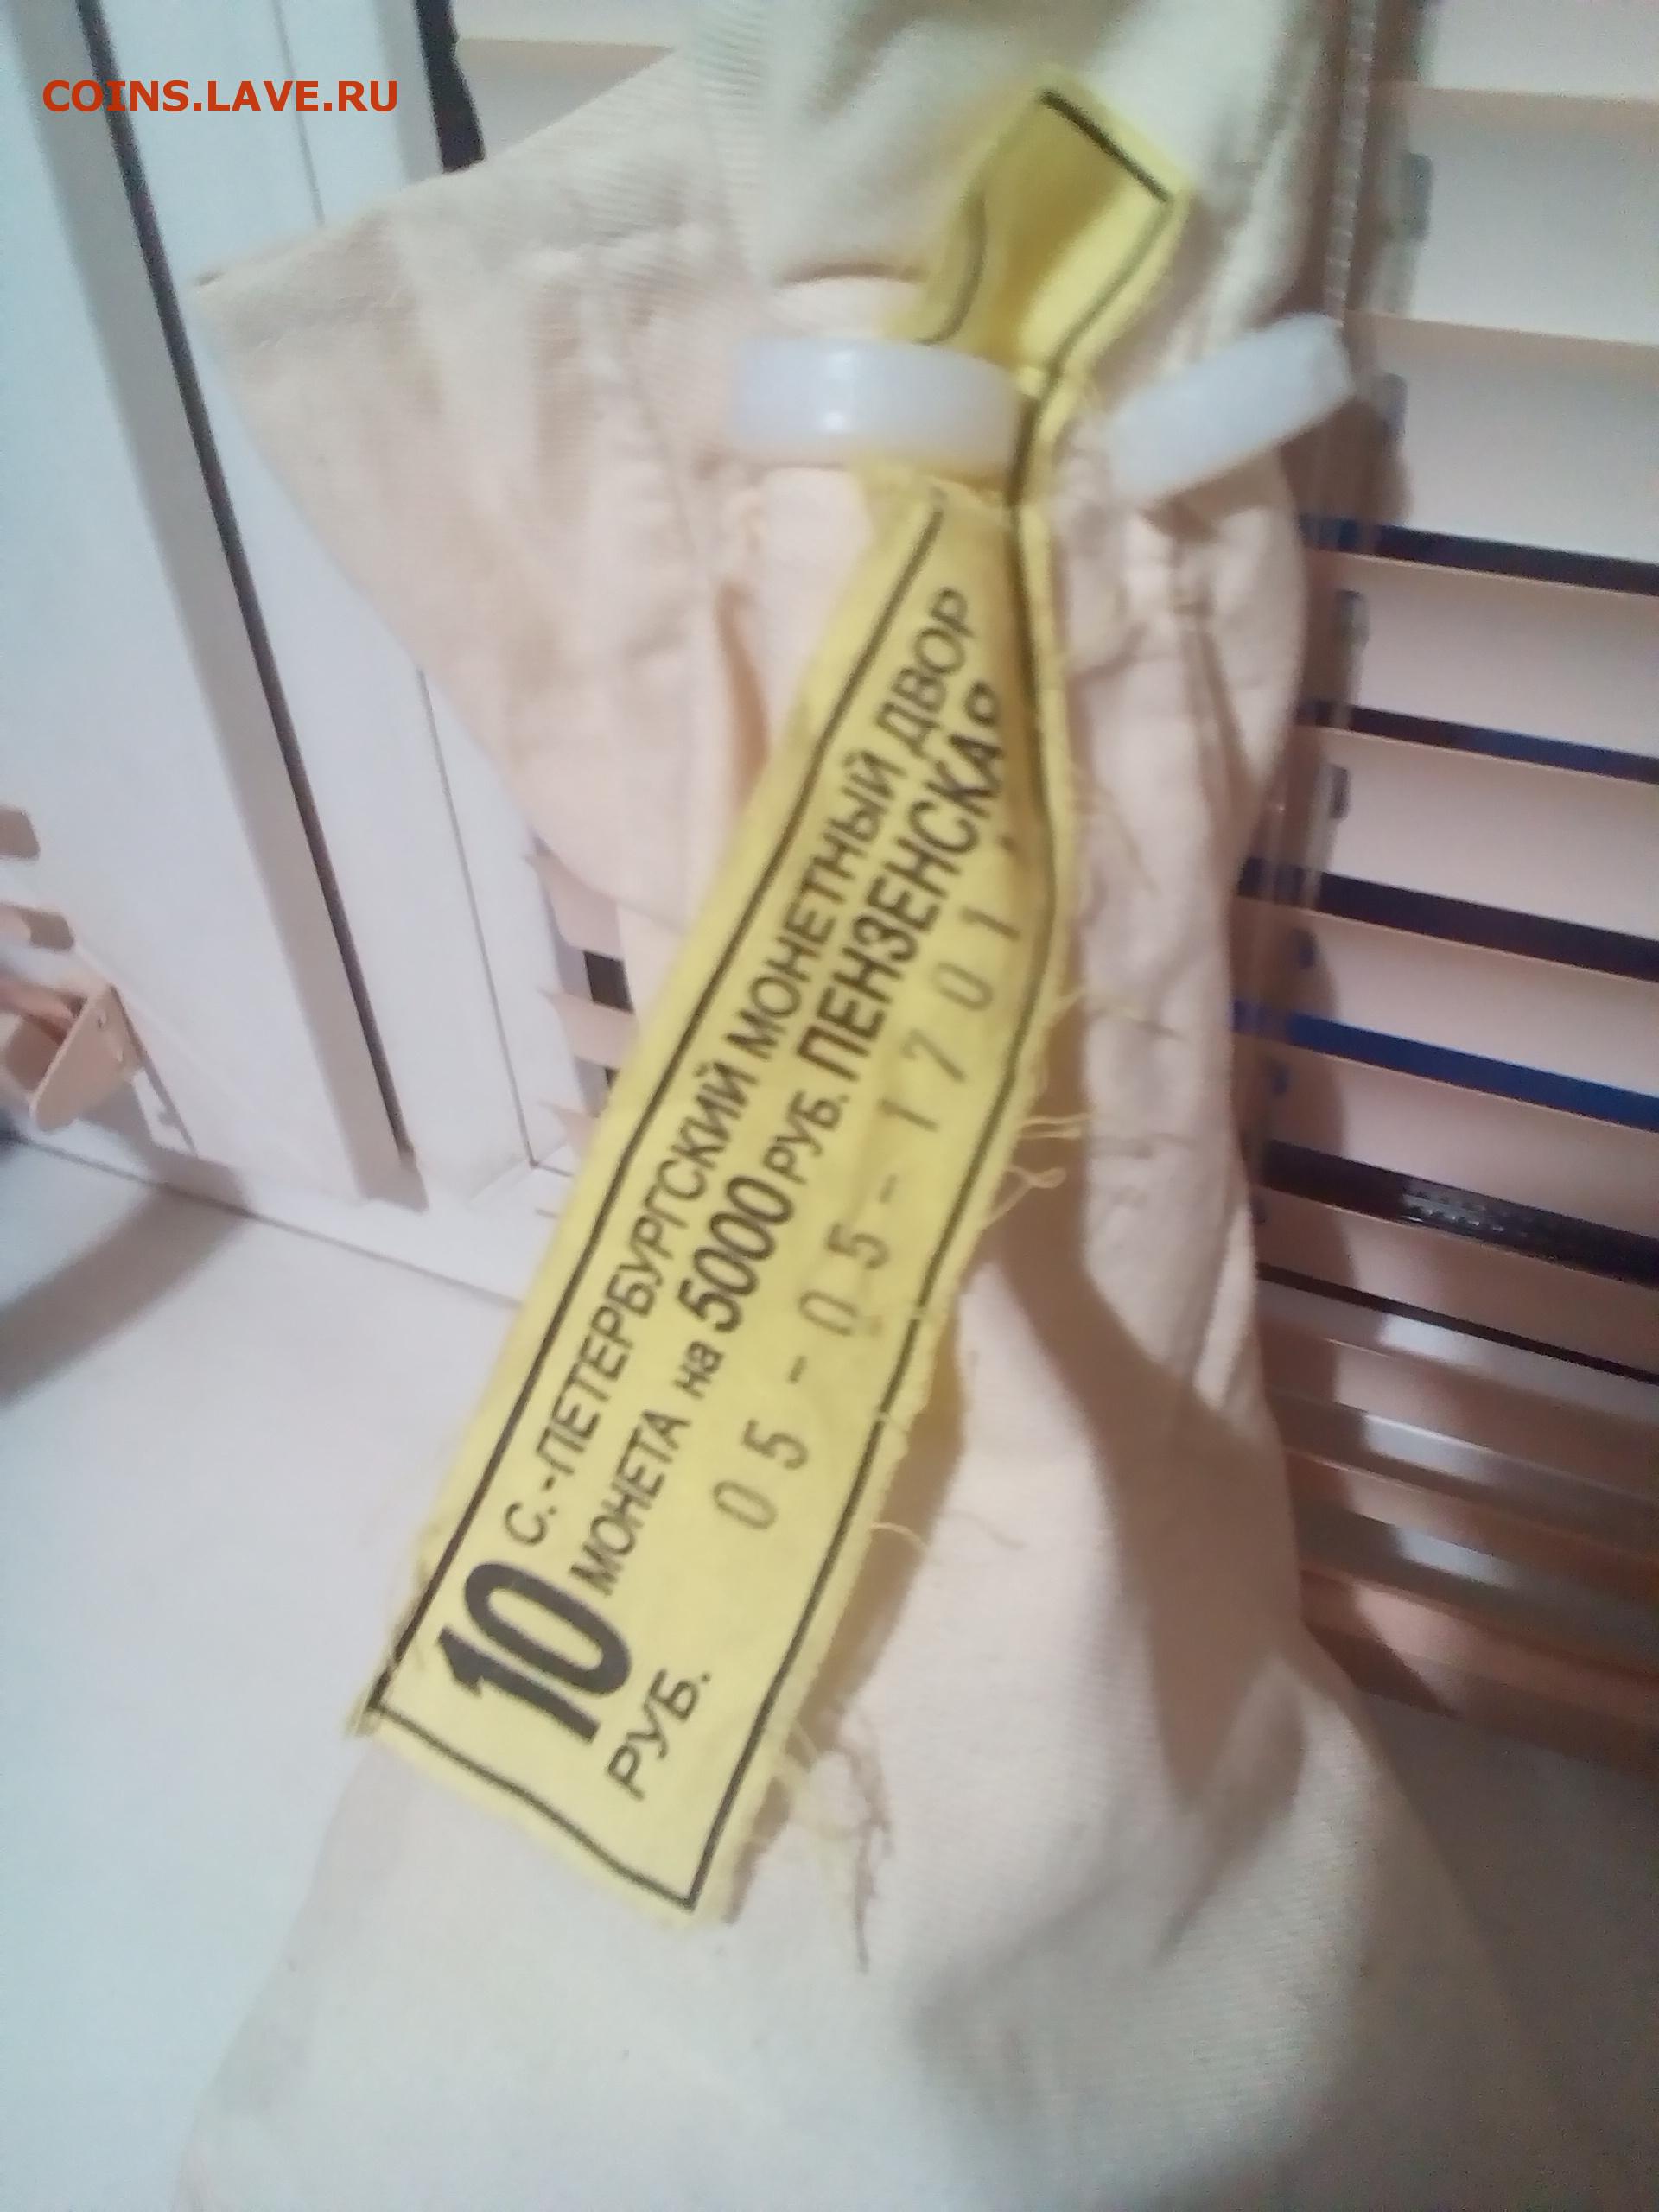 COINS.LAVE.RU
С.-ПЕТЕРБУРГСКИЙ МОНЕТНЫЙ ДВОР
10 МОНЕТА на 5000 РУБ. ПЕНЗЕНСКАЯ
РУБ.
05-05-1701